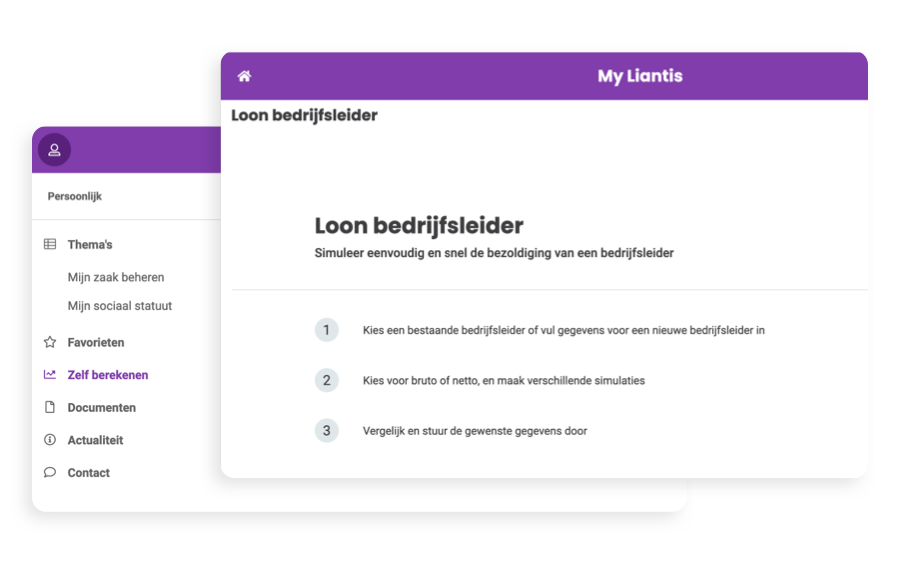 My Liantis
Loon bedrijfsleider
Persoonlijk
Thema's
Mijn zaak beheren
Mijn sociaal statuut
Favorieten
Zelf berekenen
Documenten
Actualiteit
Contact
Loon bedrijfsleider
Simuleer eenvoudig en snel de bezoldiging van een bedrijfsleider
1 Kies een bestaande bedrijfsleider of vul gegevens voor een nieuwe bedrijfsleider in
2 Kies voor bruto of netto, en maak verschillende simulaties
3 Vergelijk en stuur de gewenste gegevens door